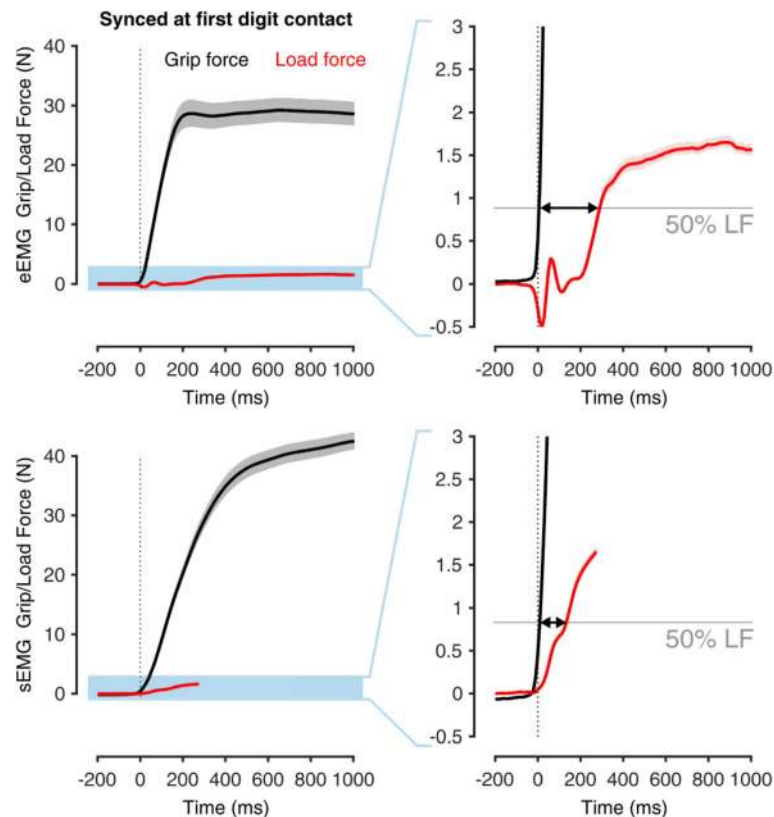 Synced at first digit contact
Grip force
Load force
eEMG Grip/Load Force (N)
40
30
20
10
0
-200 0 200 400 600 800 1000
Time (ms)
3
2.5
2
1.5
1
0.5
0
-0.5
50% LF
-200 0 200 400 600 800 1000
Time (ms)
sEMG Grip/Load Force (N)
40
30
20
10
0
-200 0 200 400 600 800 1000
Time (ms)
3
2.5
2
1.5
1
0.5
0
-0.5
50% LF
-200 0 200 400 600 800 1000
Time (ms)